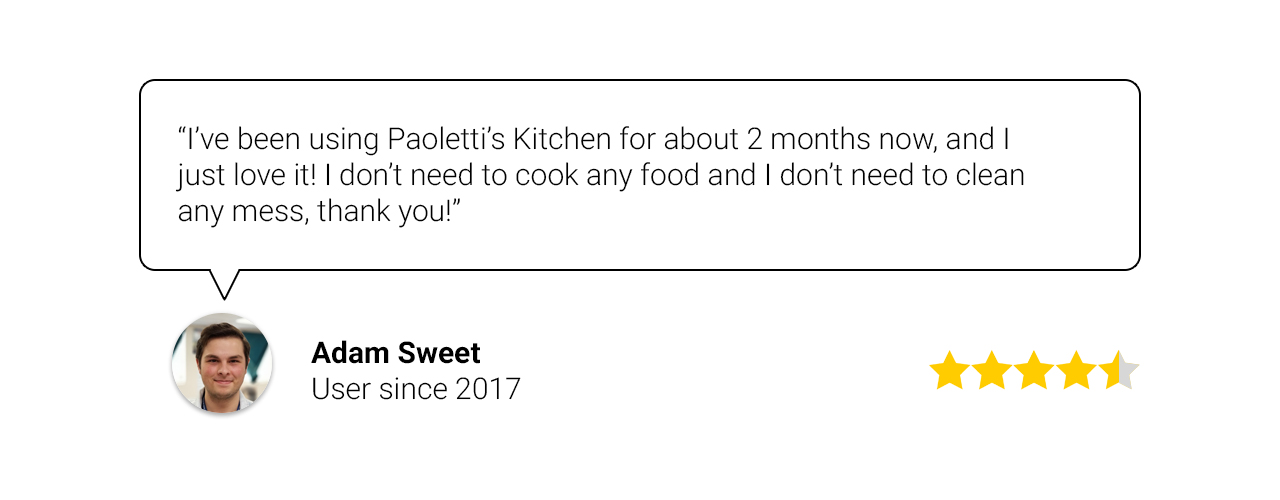 “I’ve been using Paoletti’s Kitchen for about 2 months now, and I
just love it! I don’t need to cook any food and I don’t need to clean
any mess, thank you!”
Adam Sweet
User since 2017